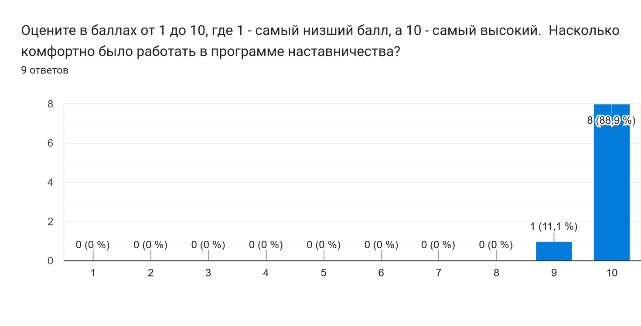 Оцените в баллах от 1 до 10, где 1 - самый низший балл, а 10 - самый высокий. Насколько
комфортно было работать в программе наставничества?
9 ответов
8
8 (88,9 %)
6
4
2
1 (11,1 %)
0 (0 %) 0 (0 %) 0 (0 %) 0 (0 %) 0 (0 %) 0 (0 %) 0 (0 %) 0 (0 %)
0
1 2 3 4 5 6 7 8 9 10